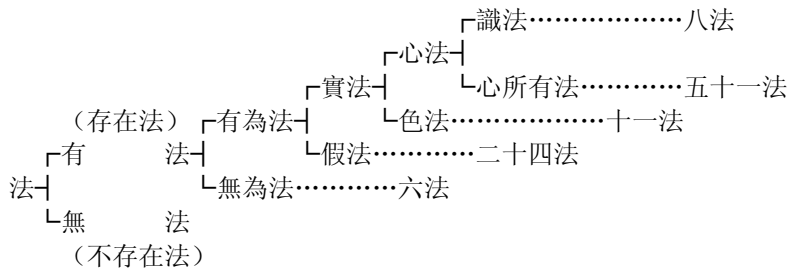 ┌識法………………八法
┌心法┤
┌實法┤ └心所有法…………五十一法
(存在法) ┌有為法┤ └色法………………十一法
┌有 法┤ └假法…………二十四法
法┤ └無為法…………六法
└無 法
(不存在法)